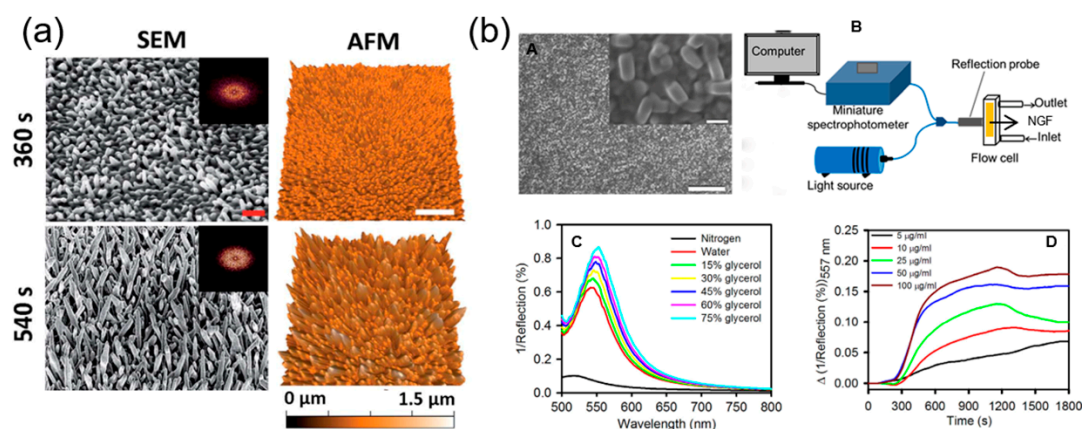 (a)
SEM
AFM
360 s
540 s
0 µm
1.5 µm
(b)
A
B
Computer
Miniature
spectrophotometer
Light source
Reflection probe
Outlet
NGF
Inlet
Flow cell
C
1/Reflection (%)
1.0
0.8
0.6
0.4
0.2
0.0
Nitrogen
Water
15% glycerol
30% glycerol
45% glycerol
60% glycerol
75% glycerol
500 550 600 650 700 750 800
Wavelength (nm)
D
Δ (1/Reflection (%))557 nm
0.25
0.20
0.15
0.10
0.05
0.00
5 µg/ml
10 µg/ml
25 µg/ml
50 µg/ml
100 µg/ml
0 300 600 900 1200 1500 1800
Time (s)